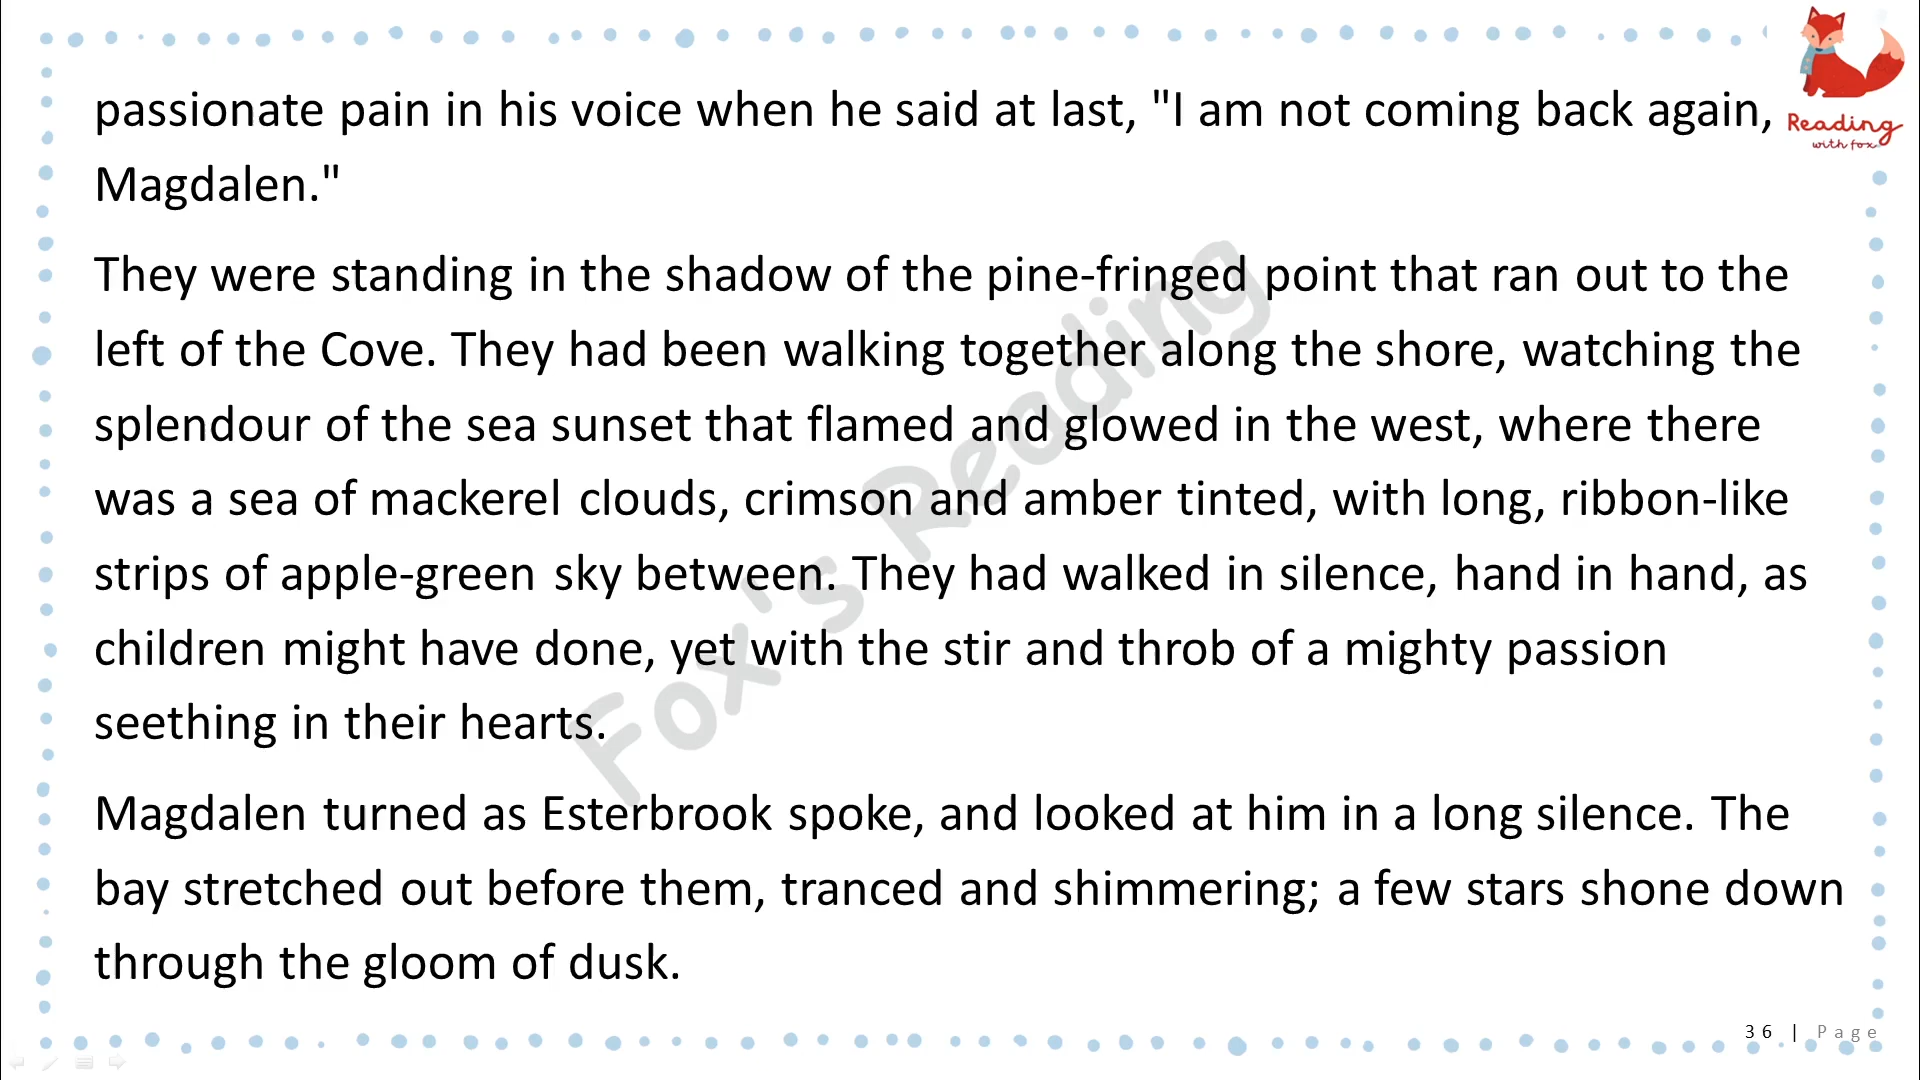 passionate pain in his voice when he said at last, "I am not coming back again,
Magdalen."
They were standing in the shadow of the pine-fringed point that ran out to the
left of the Cove. They had been walking together along the shore, watching the
splendour of the sea sunset that flamed and glowed in the west, where there
was a sea of mackerel clouds, crimson and amber tinted, with long, ribbon-like
strips of apple-green sky between. They had walked in silence, hand in hand, as
children might have done, yet with the stir and throb of a mighty passion
seething in their hearts.
Magdalen turned as Esterbrook spoke, and looked at him in a long silence. The
bay stretched out before them, tranced and shimmering; a few stars shone down
through the gloom of dusk.
Reading
with fox
Fox's Reading
36 | Page